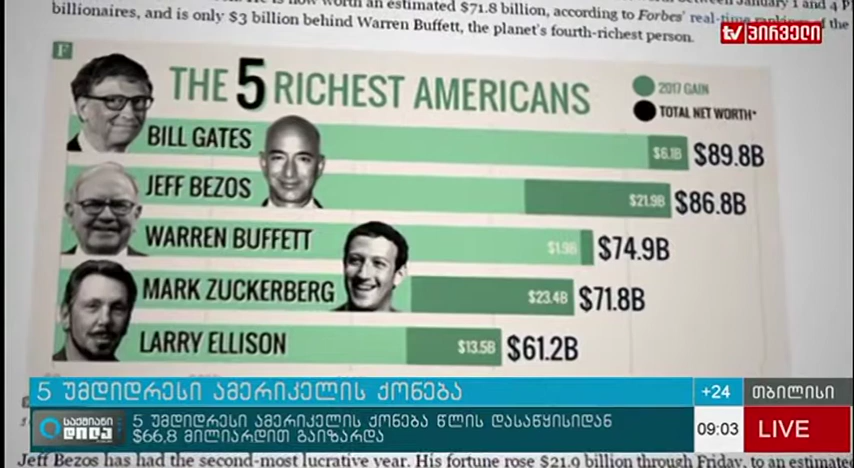 billionaires, and is only $3 billion behind Warren Buffett, the planet's fourth-richest person.
tv პირველი
F
THE 5 RICHEST AMERICANS
2017 GAIN
TOTAL NET WORTH*
BILL GATES $6.1B $89.8B
JEFF BEZOS $21.9B $86.8B
WARREN BUFFETT $1.9B $74.9B
MARK ZUCKERBERG $23.4B $71.8B
LARRY ELLISON $13.5B $61.2B
5 უმდიდრესი ამერიკელის ქონება +24 თბილისი
საქმიანი დილა
5 უმდიდრესი ამერიკელის ქონება წლის დასაწყისიდან
$66,8 მილიარდით გაიზარდა
09:03 LIVE
Jeff Bezos has had the second-most lucrative year. His fortune rose $21.9 billion through Friday, to an estimated